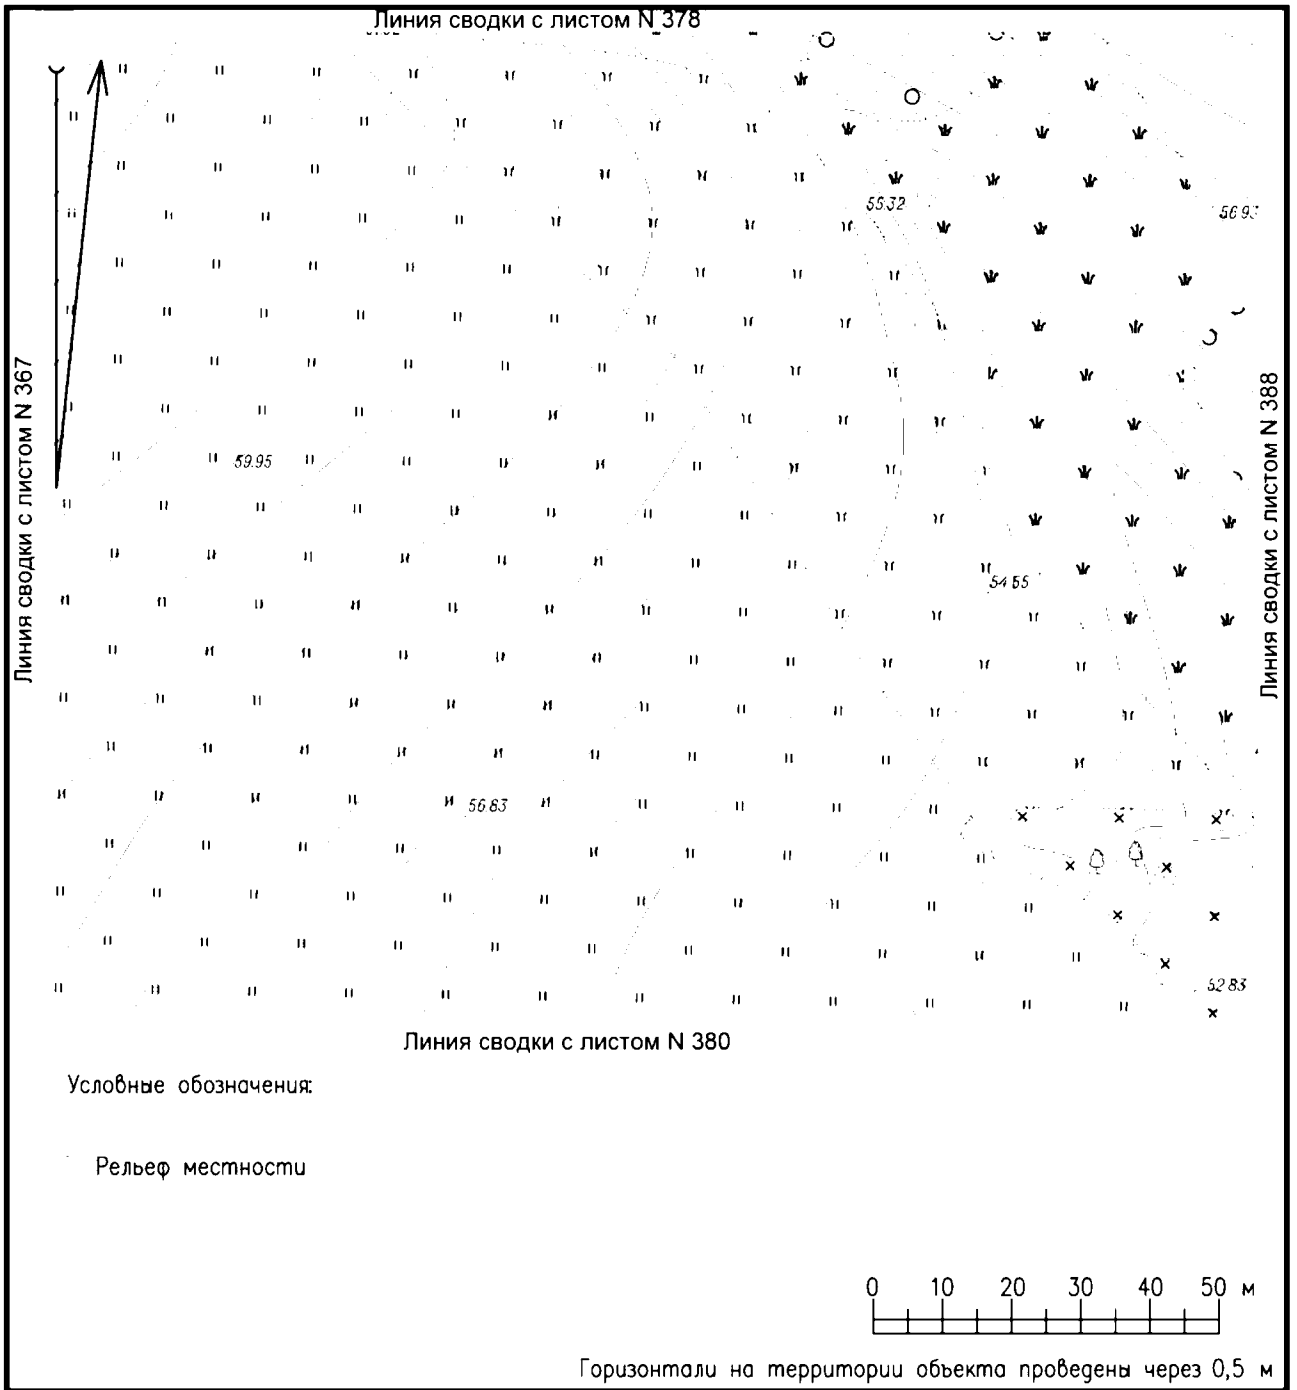 Линия сводки с листом N 378
55.32
56.93
Линия сводки с листом N 367
Линия сводки с листом N 388
59.95
54.55
56.83
52.83
Линия сводки с листом N 380
Условные обозначения:
Рельеф местности
0 10 20 30 40 50 м
Горизонтали на территории объекта проведены через 0,5 м